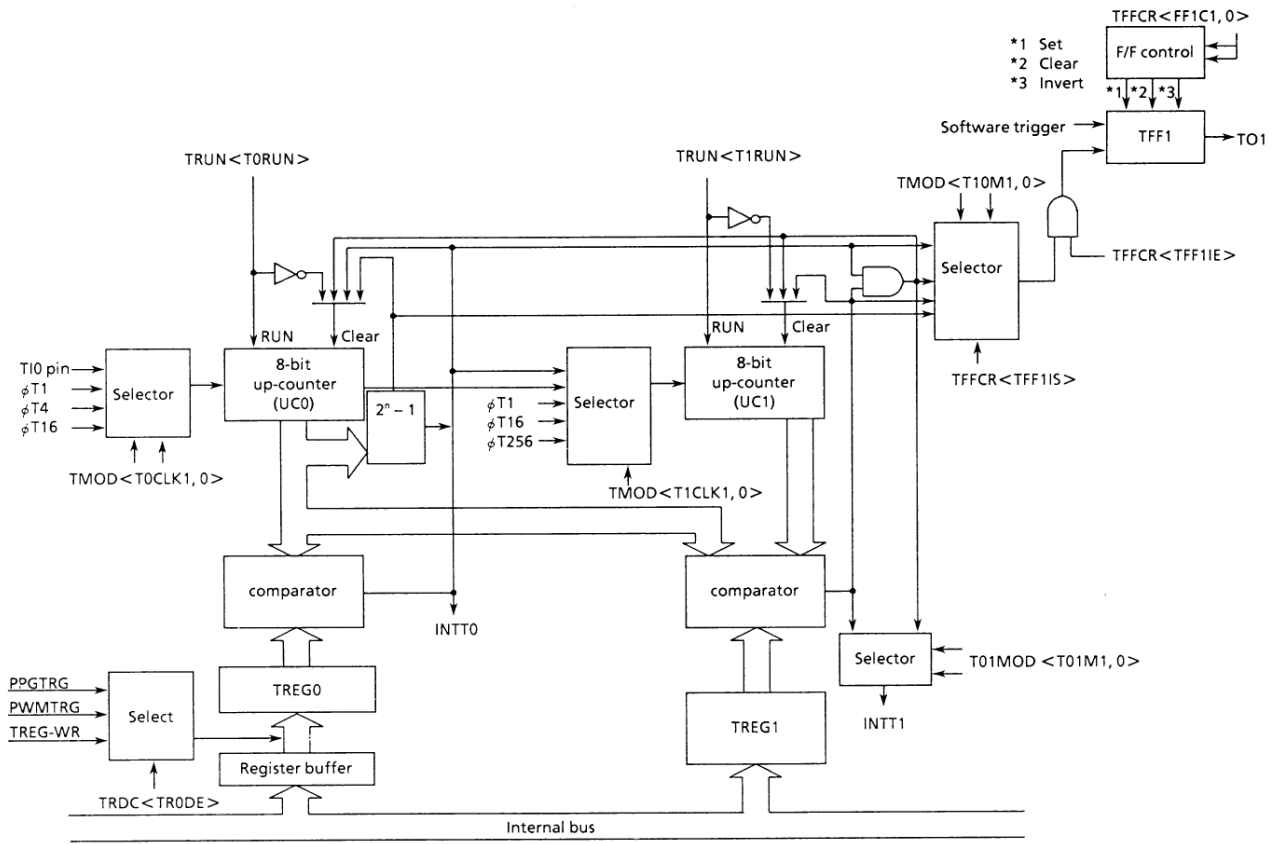 TFFCR<FF1C1, 0>
*1 Set
*2 Clear
*3 Invert
F/F control
*1 *2 *3
Software trigger
TFF1
TO1
TRUN<T0RUN>
TRUN<T1RUN>
TMOD<T10M1, 0>
Selector
TFFCR<TFF1IE>
TFFCR<TFF1IS>
RUN
Clear
RUN
Clear
TI0 pin
ϕT1
ϕT4
ϕT16
Selector
8-bit
up-counter
(UC0)
2ⁿ – 1
ϕT1
ϕT16
ϕT256
Selector
8-bit
up-counter
(UC1)
TMOD<T0CLK1, 0>
TMOD<T1CLK1, 0>
comparator
comparator
INTT0
Selector
T01MOD <T01M1, 0>
INTT1
PPGTRG
PWMTRG
TREG-WR
Select
TREG0
TREG1
Register buffer
TRDC<TR0DE>
Internal bus